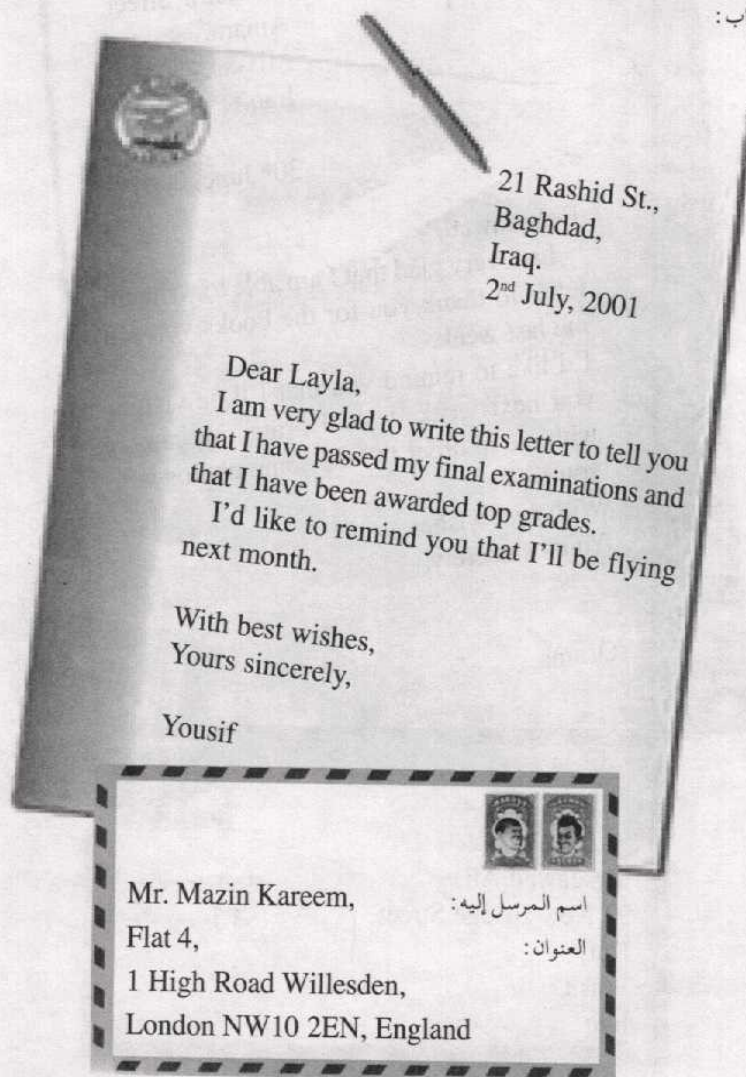 اب :
21 Rashid St.,
Baghdad,
Iraq.
2nd July, 2001
Dear Layla,
I am very glad to write this letter to tell you
that I have passed my final examinations and
that I have been awarded top grades.
I'd like to remind you that I'll be flying
next month.
With best wishes,
Yours sincerely,
Yousif
Mr. Mazin Kareem,
اسم المرسل إليه:
Flat 4,
العنوان:
1 High Road Willesden,
London NW10 2EN, England